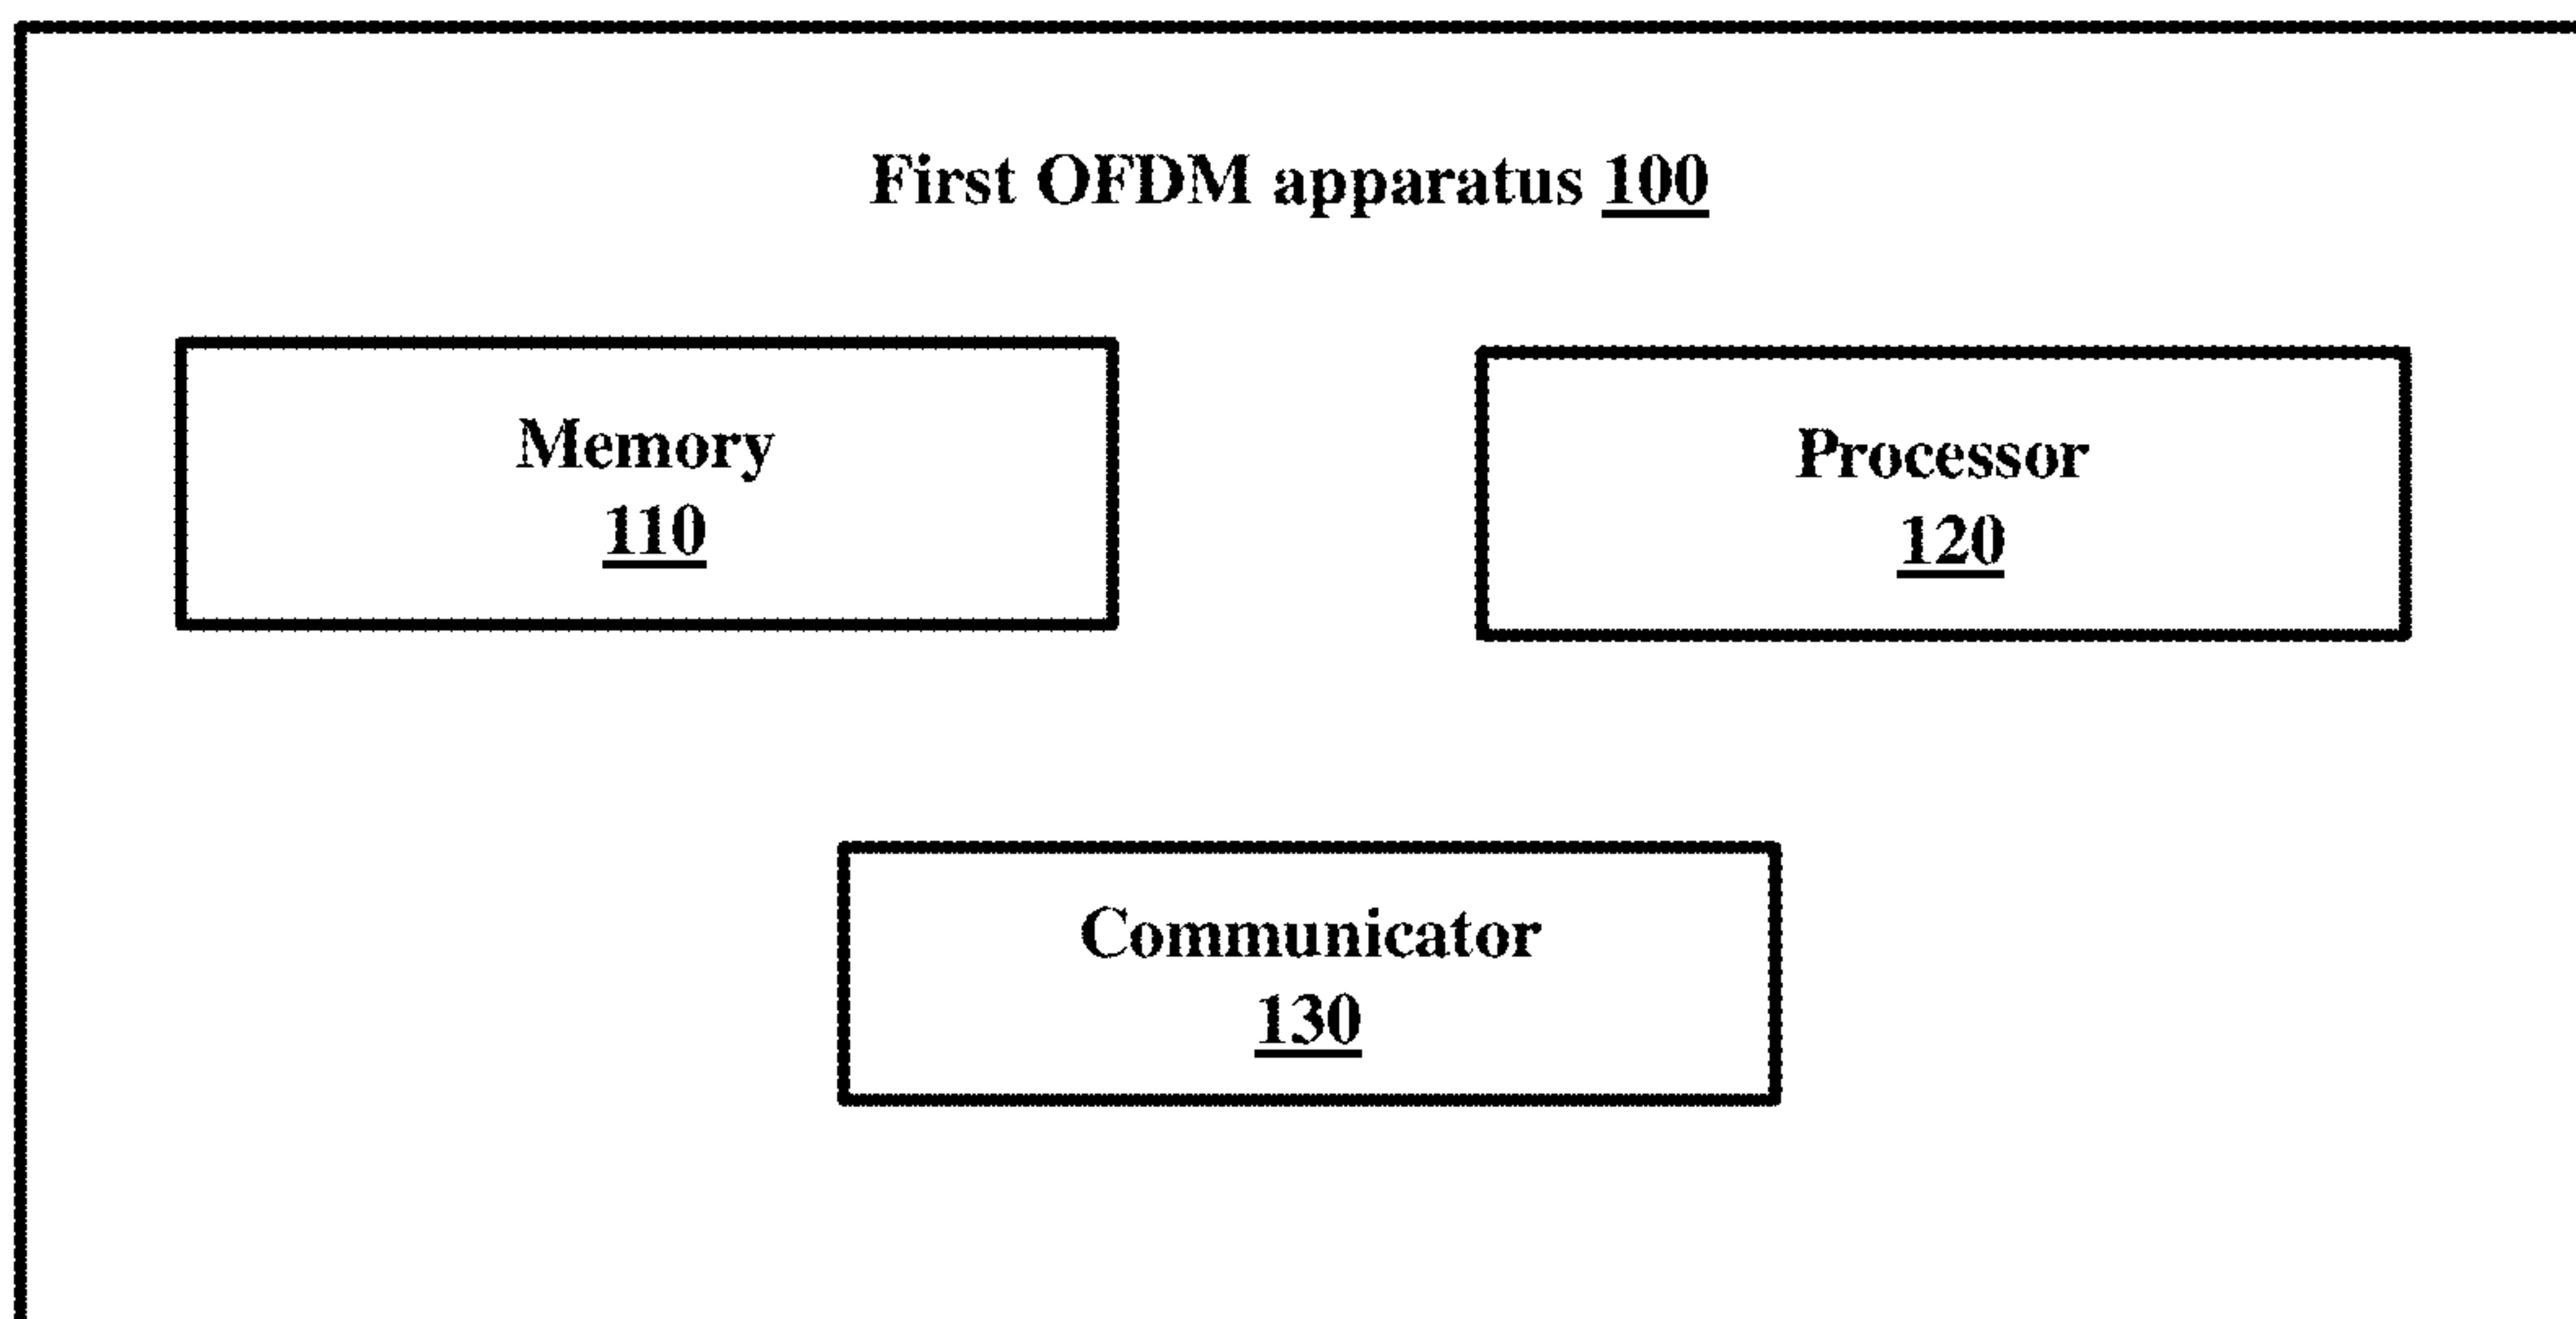 First OFDM apparatus 100
Memory
110
Processor
120
Communicator
130